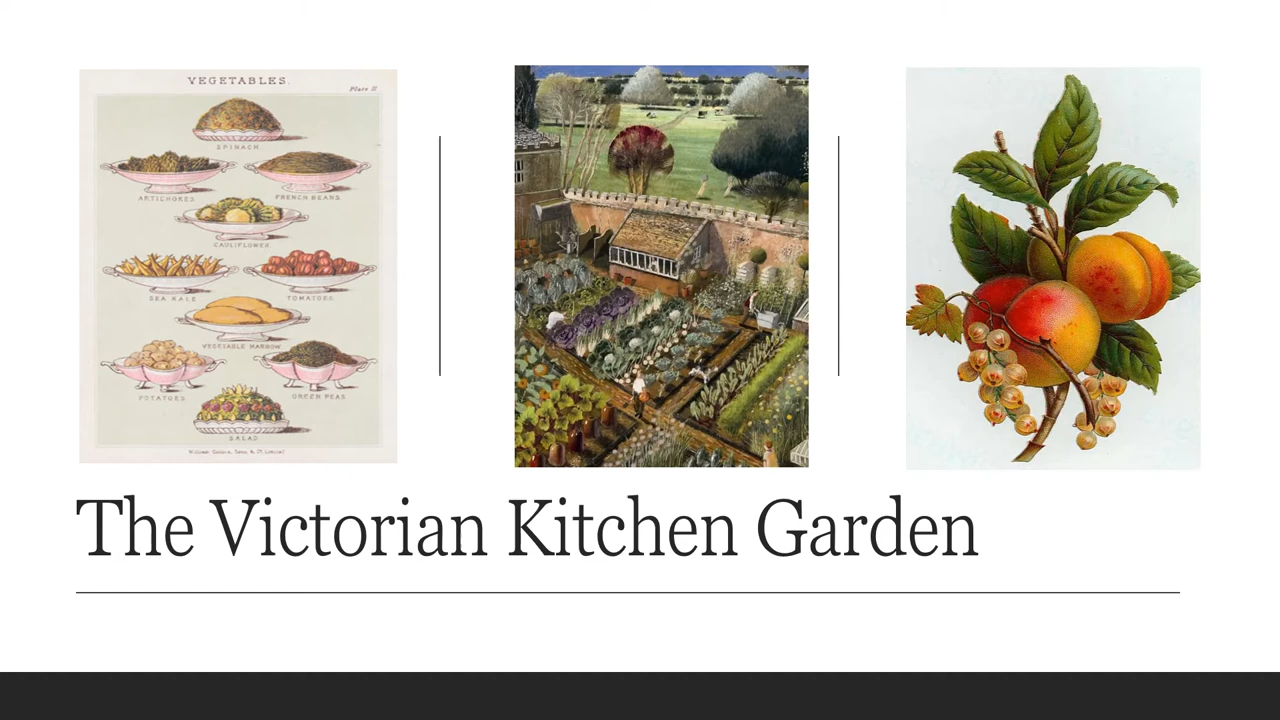 VEGETABLES.
Plate II
SPINACH.
ARTICHOKES.
FRENCH BEANS.
CAULIFLOWER.
SEA KALE
TOMATOES.
VEGETABLE MARROW
POTATOES
GREEN PEAS.
SALAD
The Victorian Kitchen Garden